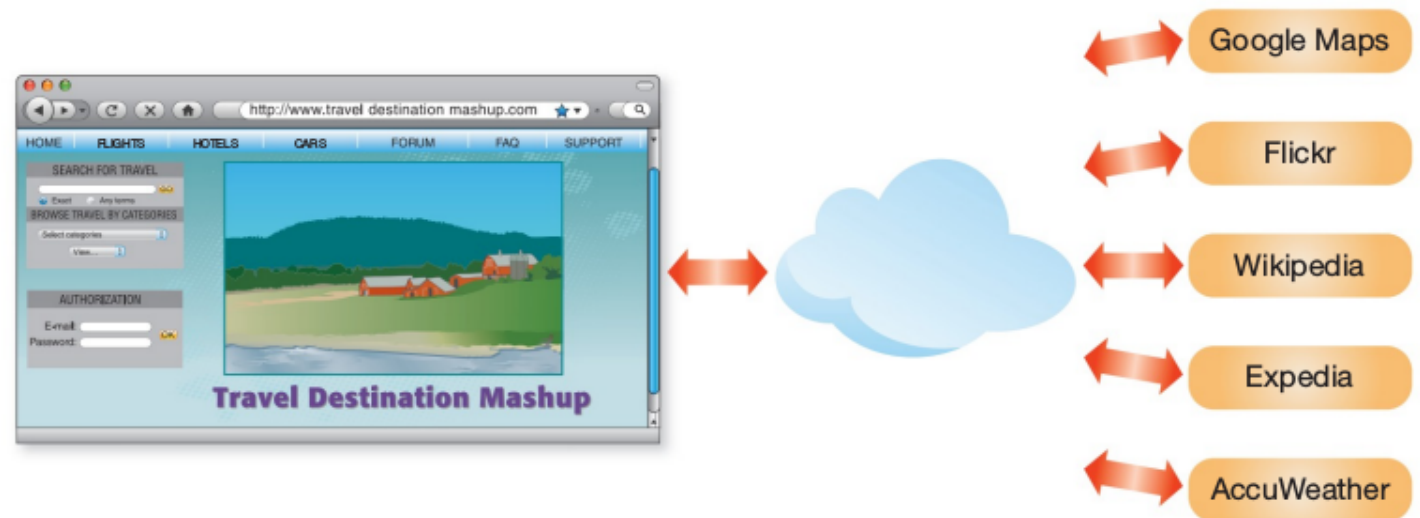 http://www.travel destination mashup.com
HOME FLIGHTS HOTELS CARS FORUM FAQ SUPPORT
SEARCH FOR TRAVEL
GO
Exact Any terms
BROWSE TRAVEL BY CATEGORIES
Select categories
View...
AUTHORIZATION
E-mail:
Password:
OK
Travel Destination Mashup
Google Maps
Flickr
Wikipedia
Expedia
AccuWeather